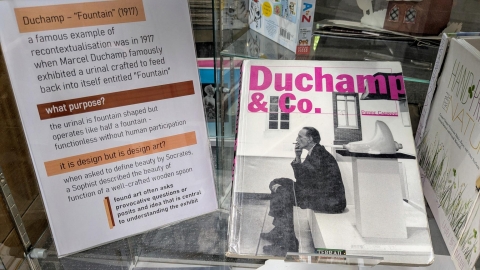 Duchamp – "Fountain" (1917)
a famous example of
recontextualisation was in 1917
when Marcel Duchamp famously
exhibited a urinal crafted to feed
back into itself entitled "Fountain"
what purpose?
the urinal is fountain shaped but
operates like half a fountain -
functionless without human participation
it is design but is design art?
when asked to define beauty by Socrates,
a Sophist described the beauty of
function of a well-crafted wooden spoon
found art often asks
provocative questions or
posits and idea that is central
to understanding the exhibit
Duchamp
& Co.
Duchamp
A-Z